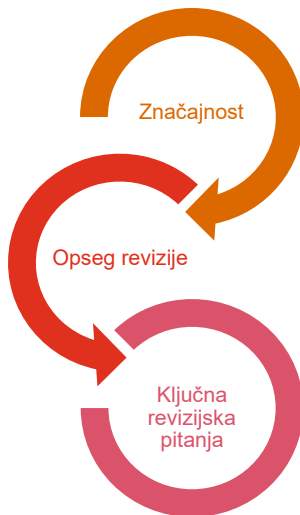 Značajnost
Opseg revizije
Ključna
revizijska
pitanja